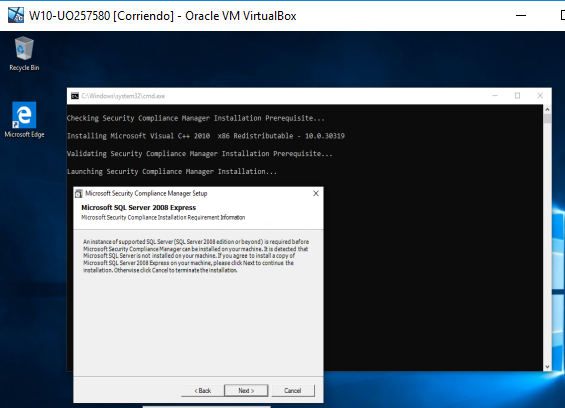 W10-UO257580 [Corriendo] - Oracle VM VirtualBox
Recycle Bin
Microsoft Edge
C:\Windows\system32\cmd.exe
Checking Security Compliance Manager Installation Prerequisite...
Installing Microsoft Visual C++ 2010 x86 Redistributable - 10.0.30319
Validating Security Compliance Manager Installation Prerequisite...
Launching Security Compliance Manager Installation...
Microsoft Security Compliance Manager Setup
Microsoft SQL Server 2008 Express
Microsoft Security Compliance Installation Requirement Information
An instance of supported SQL Server (SQL Server 2008 edition or beyond) is required before
Microsoft Security Compliance Manager can be installed on your machine. It is detected that
Microsoft SQL Server is not installed on your machine. If you agree to install a copy of
Microsoft SQL Server 2008 Express on your machine, please click Next to continue the
installation. Otherwise click Cancel to terminate the installation.
< Back
Next >
Cancel